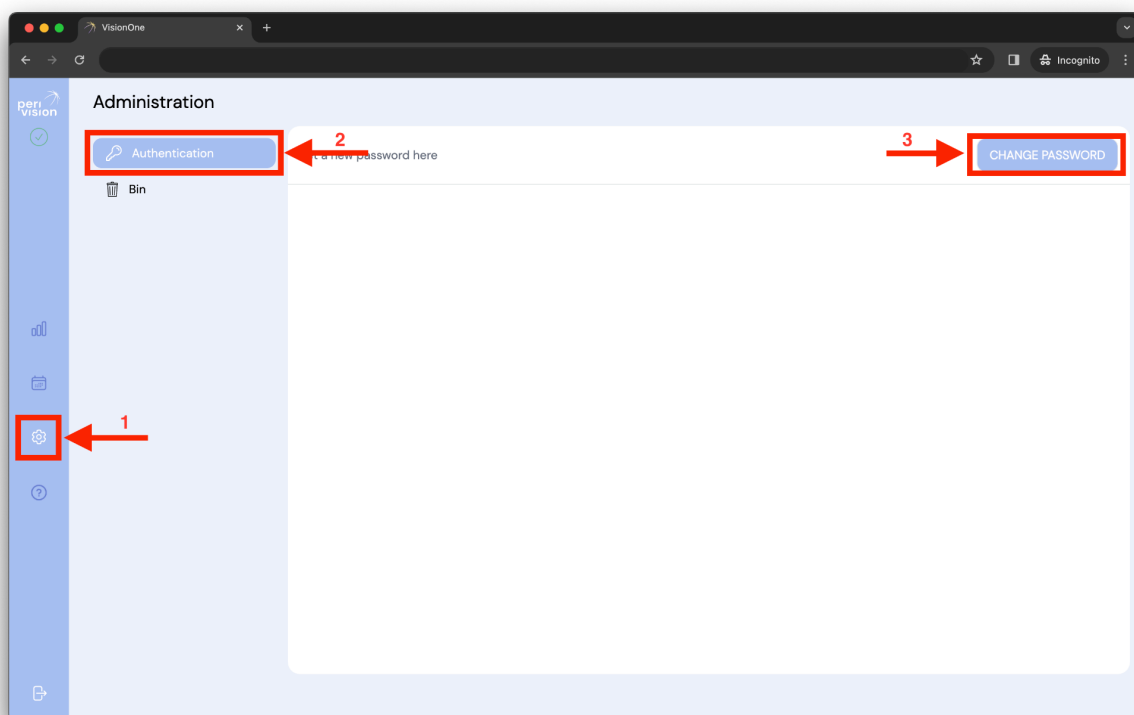 VisionOne
Incognito
peri
vision
Administration
Authentication
2
a new password here
3
CHANGE PASSWORD
Bin
1